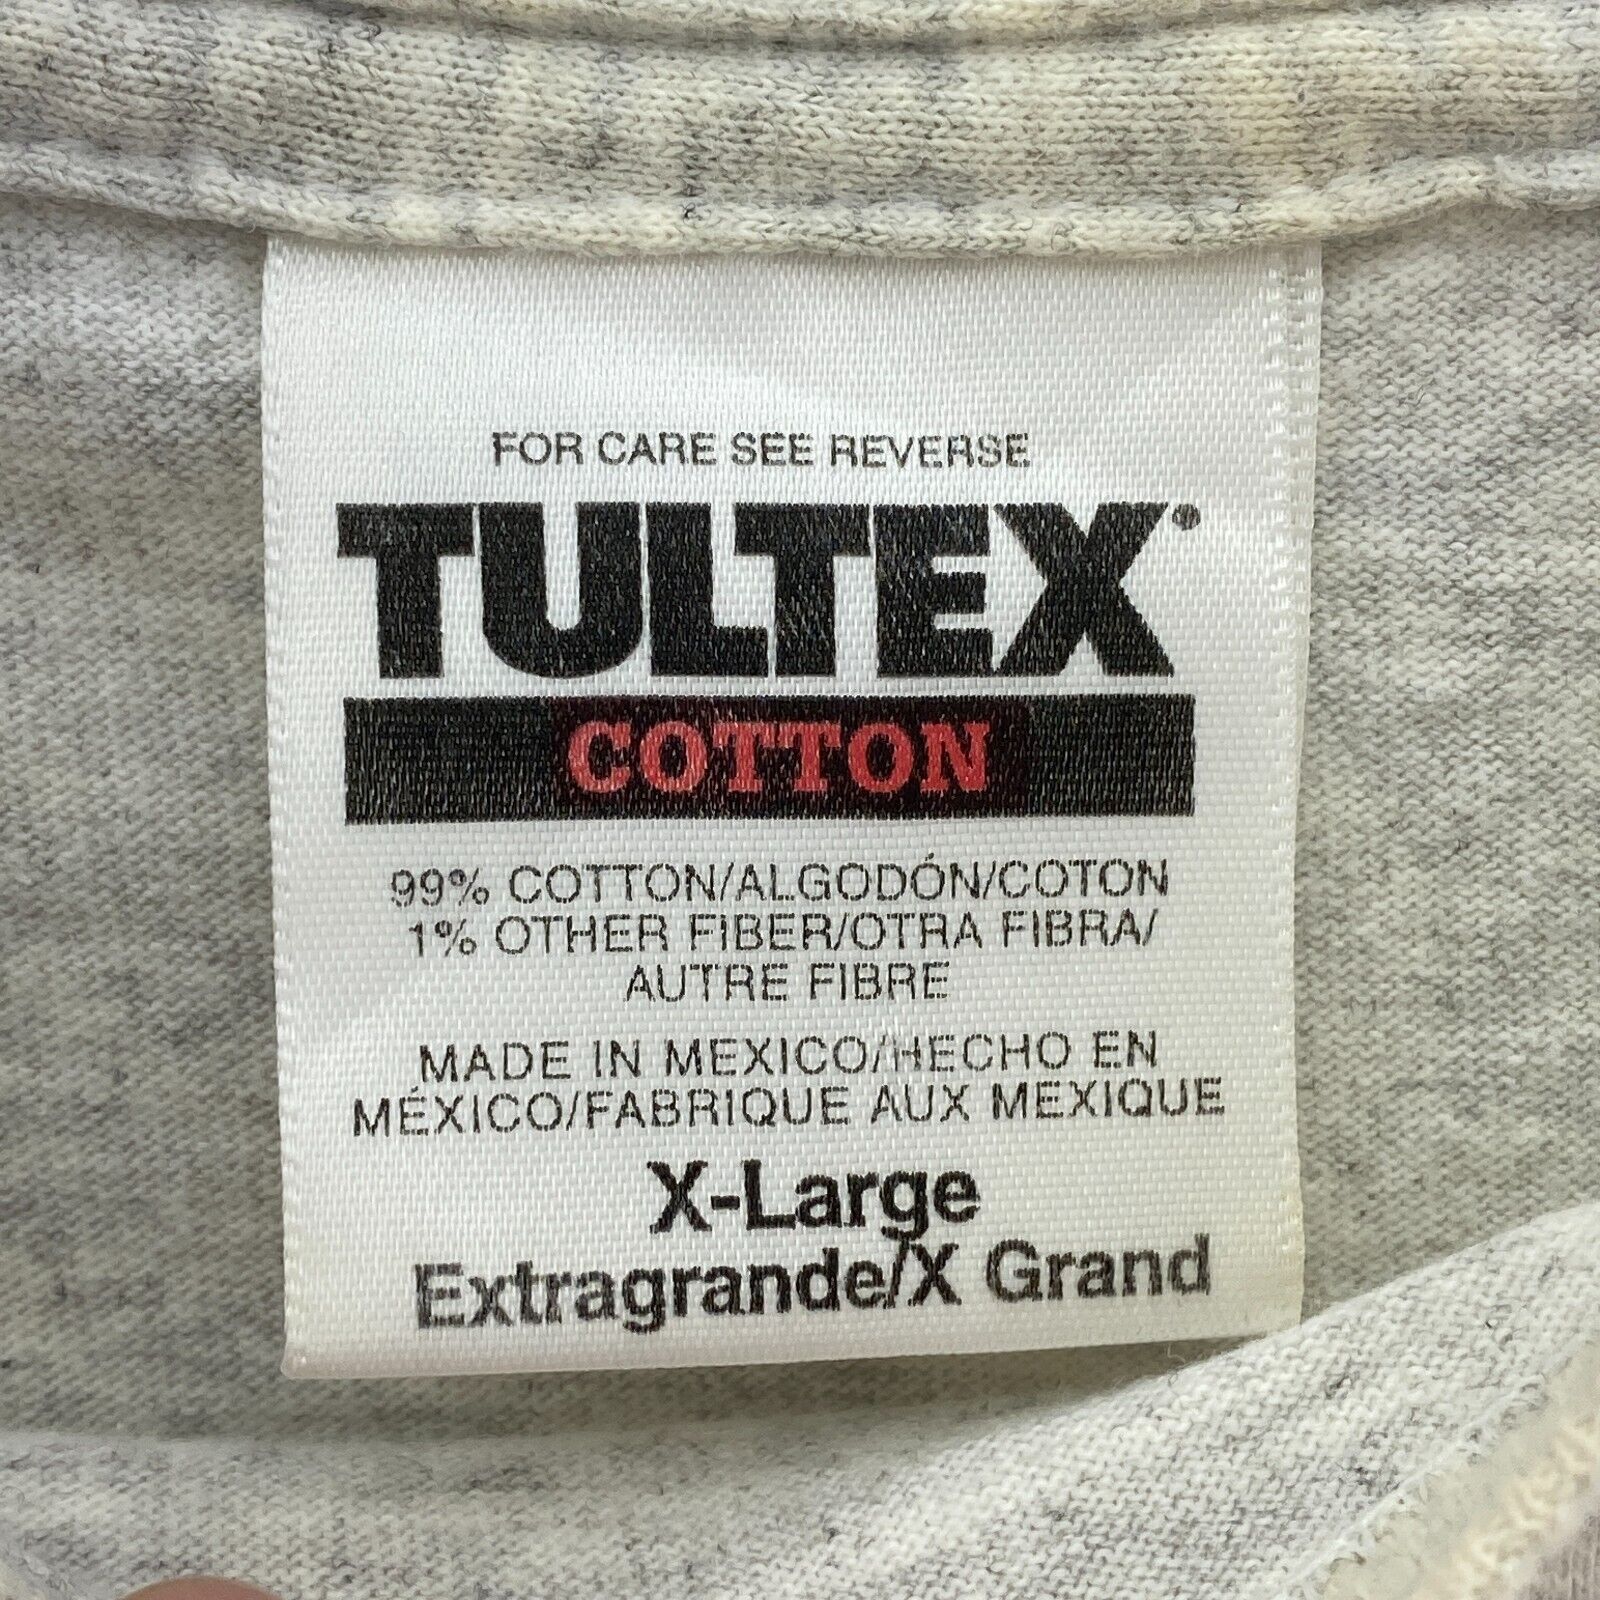 FOR CARE SEE REVERSE
TULTEX
COTTON
99% COTTON/ALGODÓN/COTON
1% OTHER FIBER/OTRA FIBRA/
AUTRE FIBRE
MADE IN MEXICO/HECHO EN
MÉXICO/FABRIQUE AUX MEXIQUE
X-Large
Extragrande/X Grand